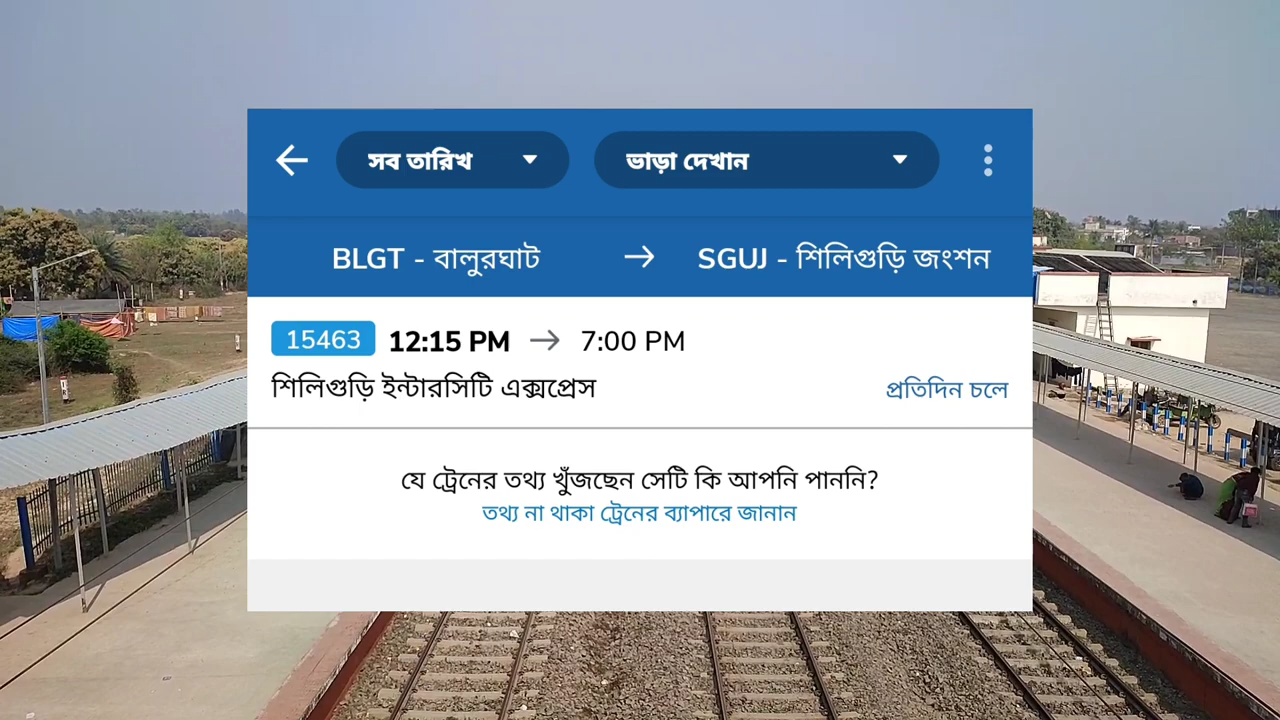 সব তারিখ ভাড়া দেখান
BLGT - বালুরঘাট → SGUJ - শিলিগুড়ি জংশন
15463 12:15 PM → 7:00 PM
শিলিগুড়ি ইন্টারসিটি এক্সপ্রেস প্রতিদিন চলে
যে ট্রেনের তথ্য খুঁজছেন সেটি কি আপনি পাননি?
তথ্য না থাকা ট্রেনের ব্যাপারে জানান